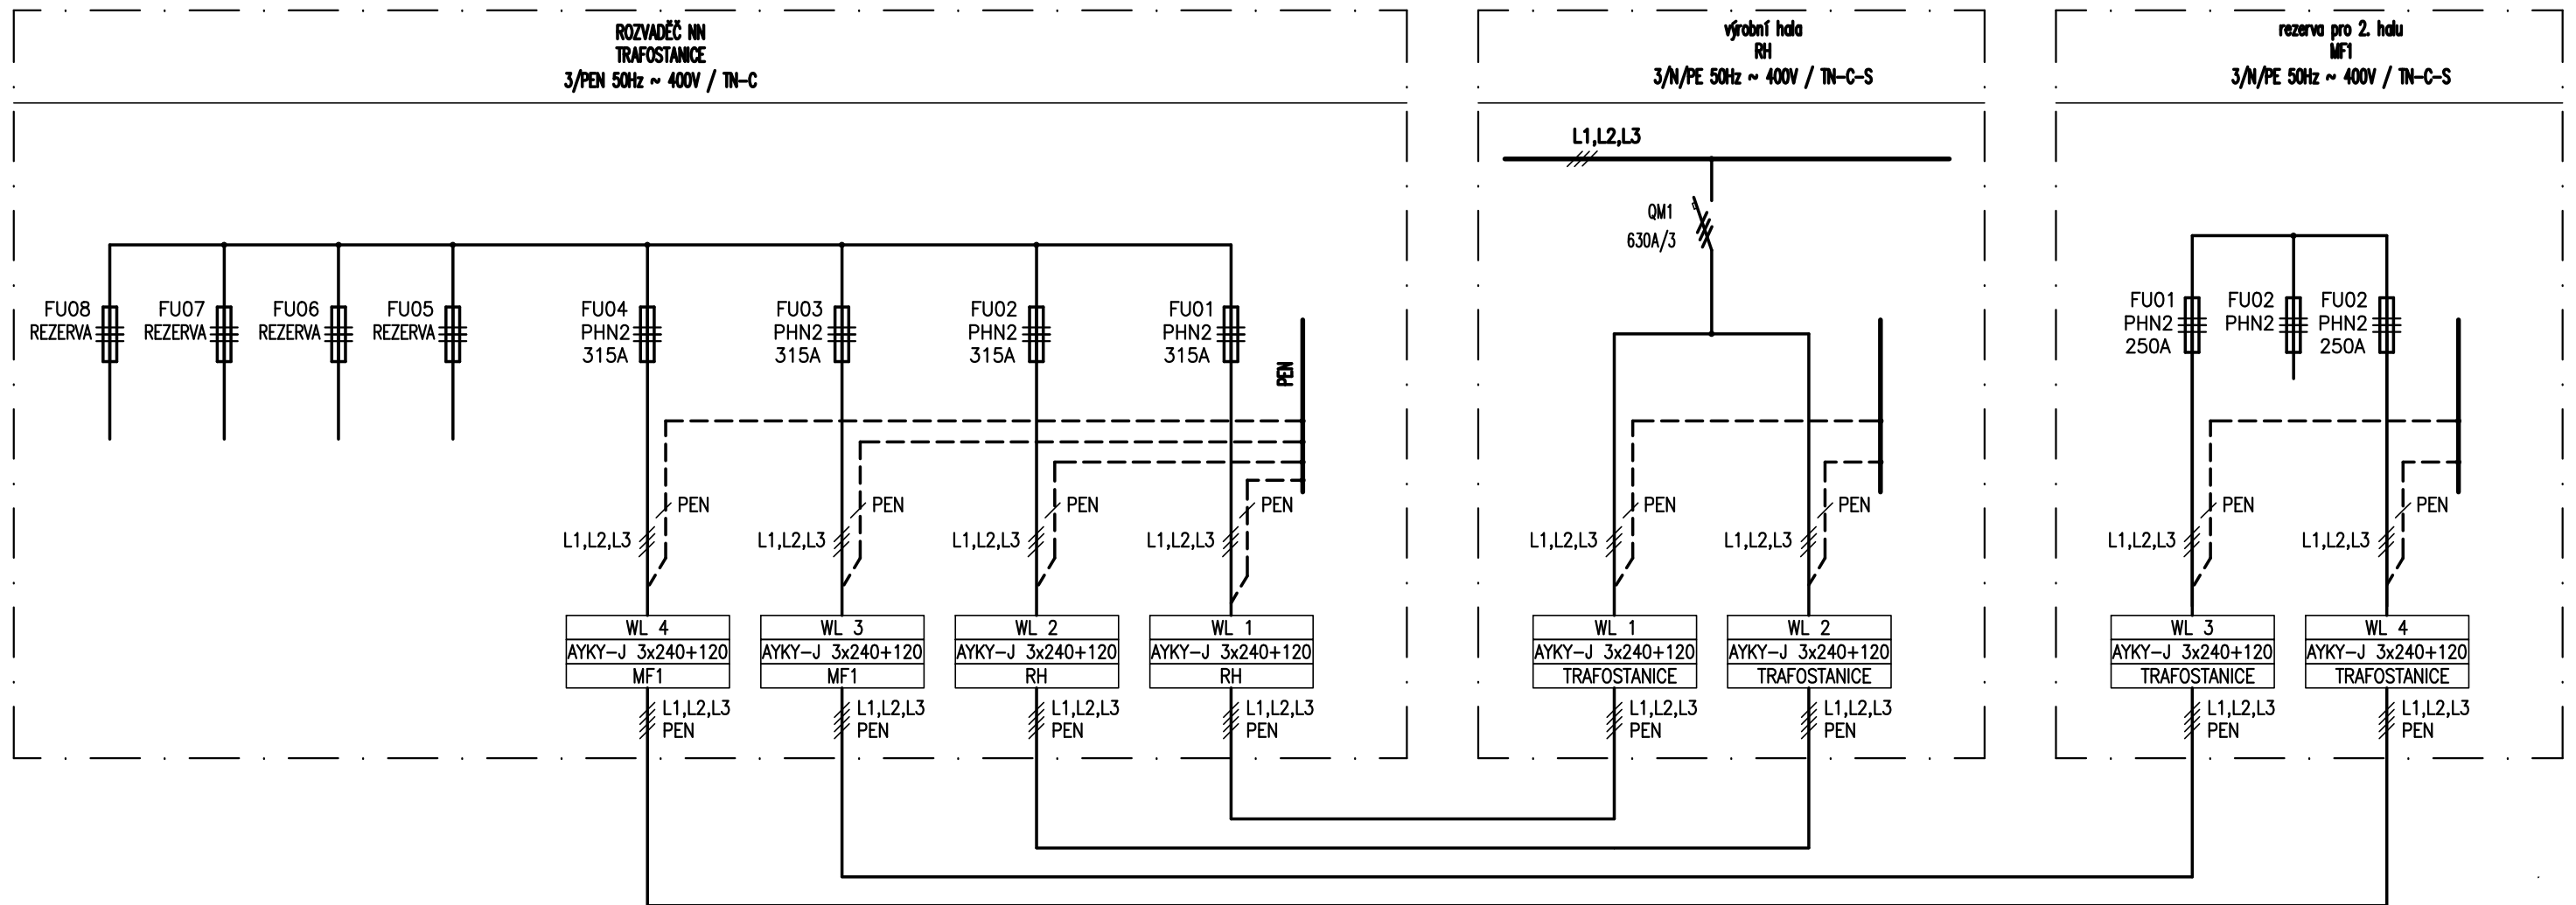 ROZVADĚČ NN
TRAFOSTANICE
3/PEN 50Hz ~ 400V / TN-C
FU08
REZERVA
FU07
REZERVA
FU06
REZERVA
FU05
REZERVA
FU04
PHN2
315A
FU03
PHN2
315A
FU02
PHN2
315A
FU01
PHN2
315A
PEN
PEN
L1,L2,L3
PEN
L1,L2,L3
PEN
L1,L2,L3
PEN
L1,L2,L3
WL 4
AYKY-J 3x240+120
MF1
L1,L2,L3
PEN
WL 3
AYKY-J 3x240+120
MF1
L1,L2,L3
PEN
WL 2
AYKY-J 3x240+120
RH
L1,L2,L3
PEN
WL 1
AYKY-J 3x240+120
RH
L1,L2,L3
PEN
výrobní hala
RH
3/N/PE 50Hz ~ 400V / TN-C-S
L1,L2,L3
QM1
630A/3
PEN
L1,L2,L3
PEN
L1,L2,L3
WL 1
AYKY-J 3x240+120
TRAFOSTANICE
L1,L2,L3
PEN
WL 2
AYKY-J 3x240+120
TRAFOSTANICE
L1,L2,L3
PEN
rezerva pro 2. halu
MF1
3/N/PE 50Hz ~ 400V / TN-C-S
FU01
PHN2
250A
FU02
PHN2
FU02
PHN2
250A
PEN
L1,L2,L3
PEN
L1,L2,L3
WL 3
AYKY-J 3x240+120
TRAFOSTANICE
L1,L2,L3
PEN
WL 4
AYKY-J 3x240+120
TRAFOSTANICE
L1,L2,L3
PEN